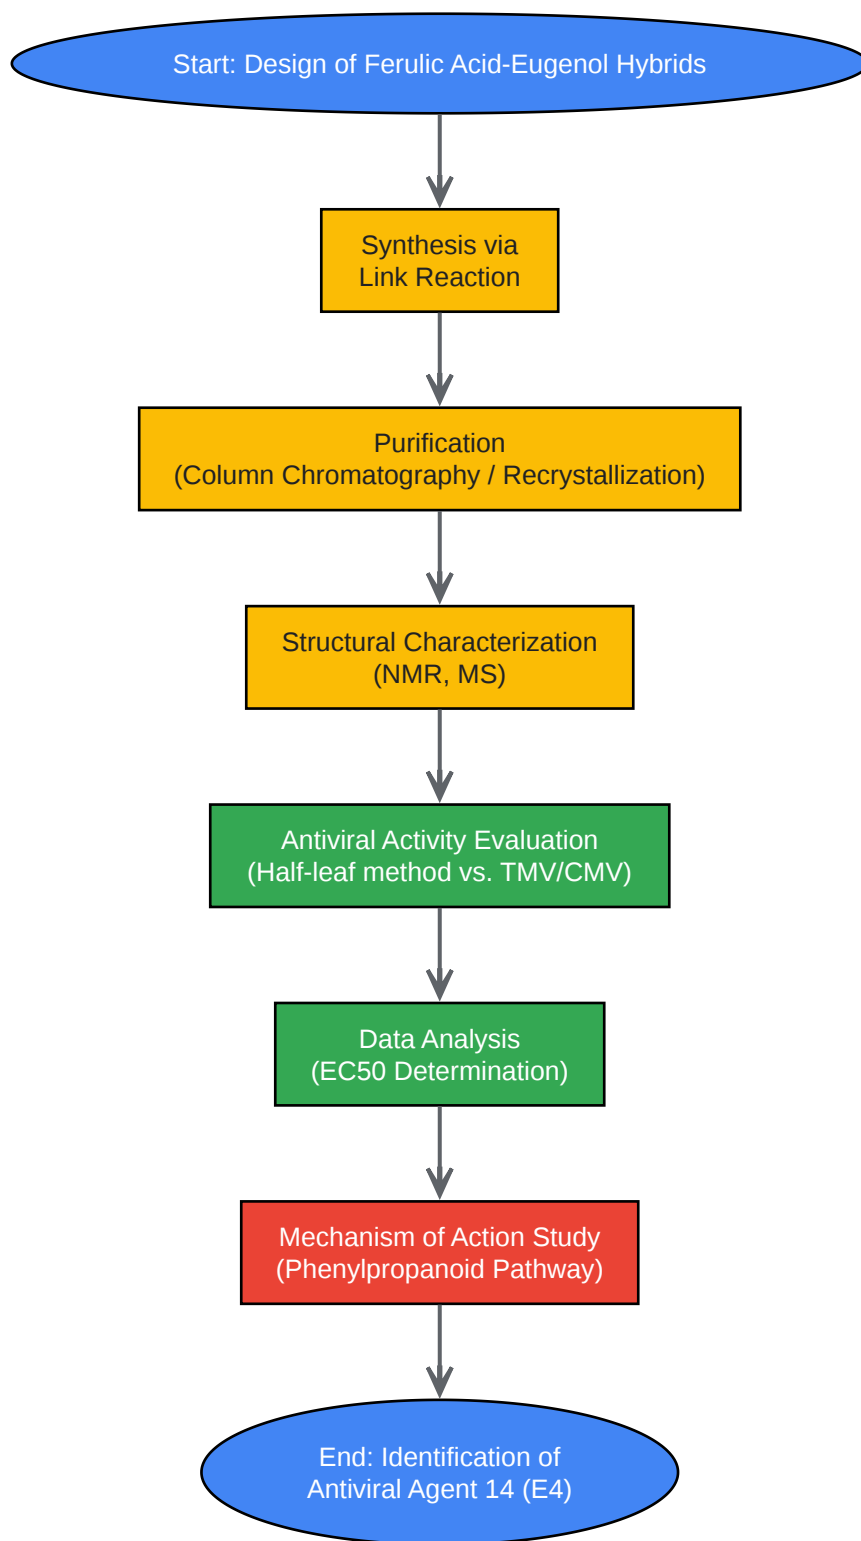 Start: Design of Ferulic Acid-Eugenol Hybrids
Synthesis via
Link Reaction
Purification
(Column Chromatography / Recrystallization)
Structural Characterization
(NMR, MS)
Antiviral Activity Evaluation
(Half-leaf method vs. TMV/CMV)
Data Analysis
(EC50 Determination)
Mechanism of Action Study
(Phenylpropanoid Pathway)
End: Identification of
Antiviral Agent 14 (E4)